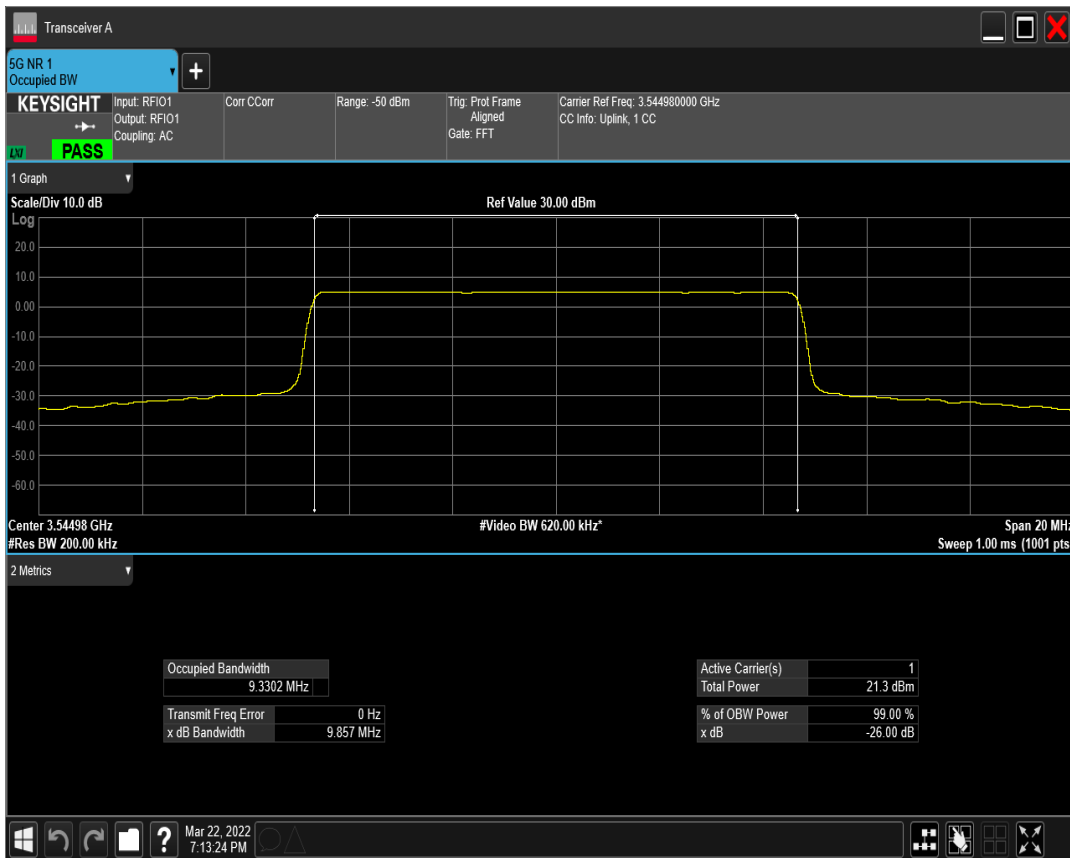 Transceiver A
5G NR 1
Occupied BW
KEYSIGHT
LXI
PASS
Input: RFIO1
Output: RFIO1
Coupling: AC
Corr CCorr
Range: -50 dBm
Trig: Prot Frame
Aligned
Gate: FFT
Carrier Ref Freq: 3.544980000 GHz
CC Info: Uplink, 1 CC
1 Graph
Scale/Div 10.0 dB
Ref Value 30.00 dBm
Log
20.0
10.0
0.00
-10.0
-20.0
-30.0
-40.0
-50.0
-60.0
Center 3.54498 GHz
#Video BW 620.00 kHz*
Span 20 MHz
#Res BW 200.00 kHz
Sweep 1.00 ms (1001 pts
2 Metrics
Occupied Bandwidth
9.3302 MHz
Transmit Freq Error 0 Hz
x dB Bandwidth 9.857 MHz
Active Carrier(s) 1
Total Power 21.3 dBm
% of OBW Power 99.00 %
x dB -26.00 dB
?
Mar 22, 2022
7:13:24 PM